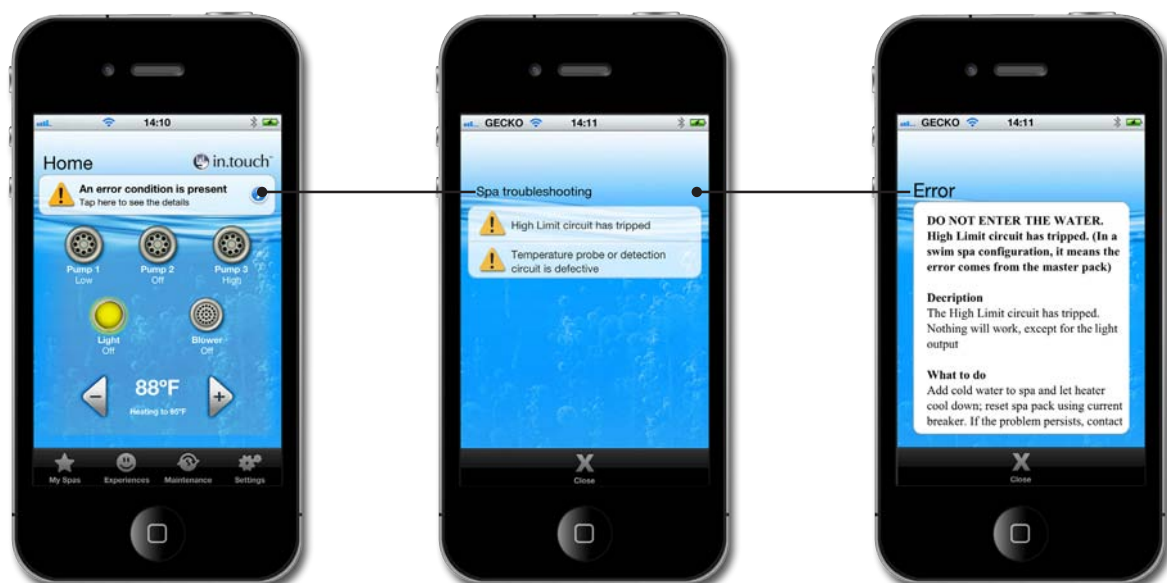 14:10
Home
in.touch™
An error condition is present
Tap here to see the details
Pump 1
Low
Pump 2
Off
Pump 3
High
Light
Off
Blower
Off
88°F
My Spas
Experiences
Maintenance
Settings
GECKO 14:11
Spa troubleshooting
High Limit circuit has tripped
Temperature probe or detection
circuit is defective
Close
GECKO 14:11
Error
DO NOT ENTER THE WATER.
High Limit circuit has tripped. (In a
swim spa configuration, it means the
error comes from the master pack)
Decription
The High Limit circuit has tripped.
Nothing will work, except for the light
output
What to do
Add cold water to spa and let heater
cool down; reset spa pack using current
breaker. If the problem persists, contact
Close